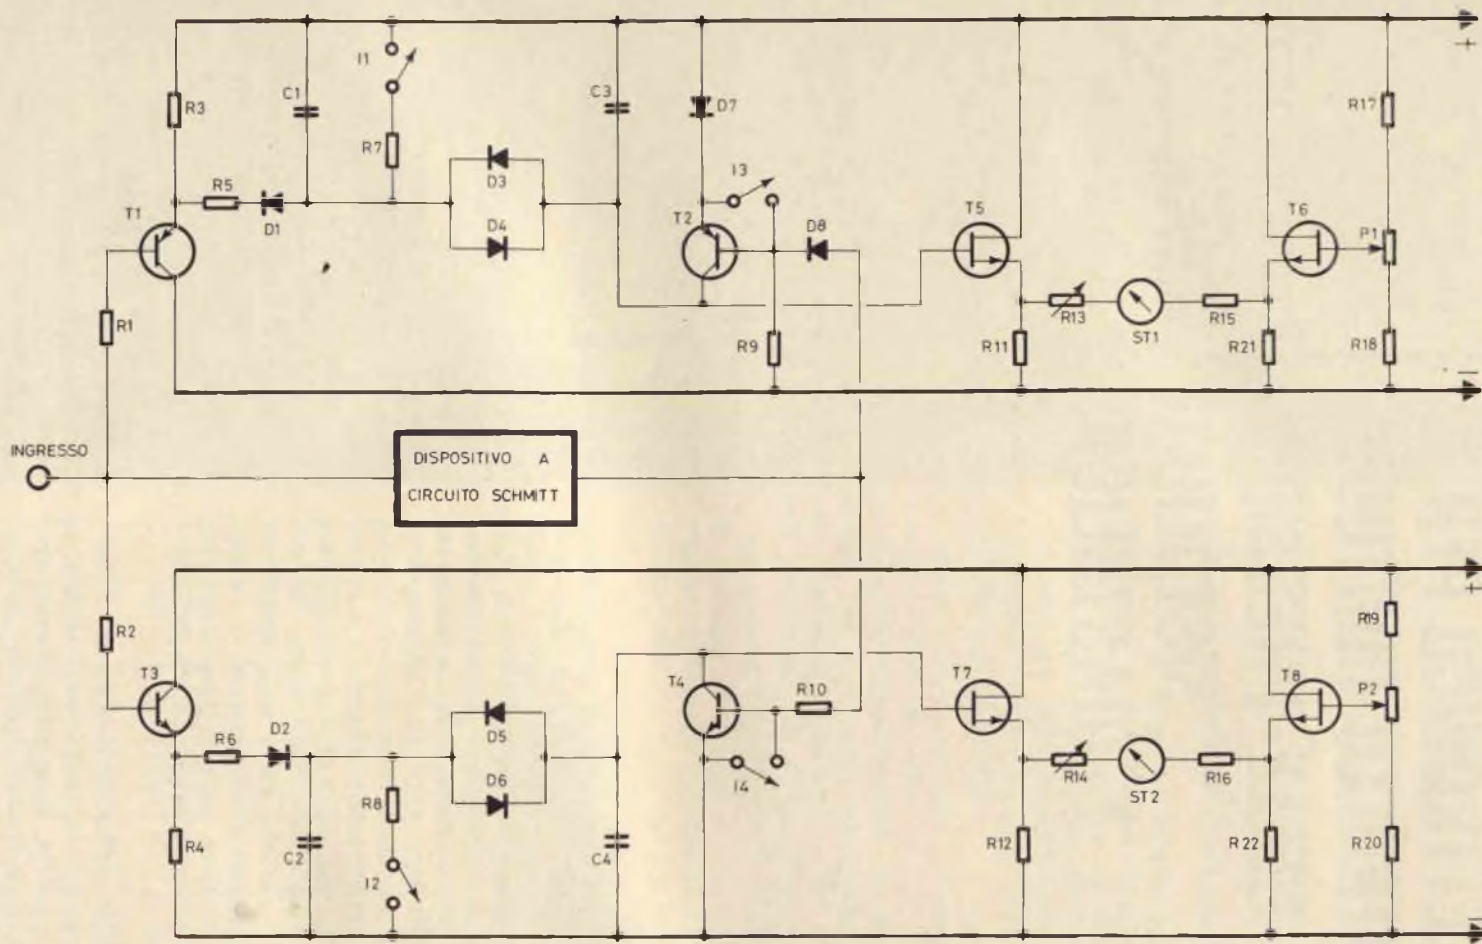 +
I1
R3
C1
C3
D7
R17
R7
D3
I3
R5
T1
D1
D4
T2
D8
T5
T6
P1
R1
R13
R15
ST1
R9
R11
R21
R18
−
INGRESSO
DISPOSITIVO A
CIRCUITO SCHMITT
+
R2
R19
T3
T4
R10
T7
T8
P2
R6
D2
D5
R14
R16
I4
ST2
D6
R8
R4
C2
C4
R12
R22
R20
I2
−